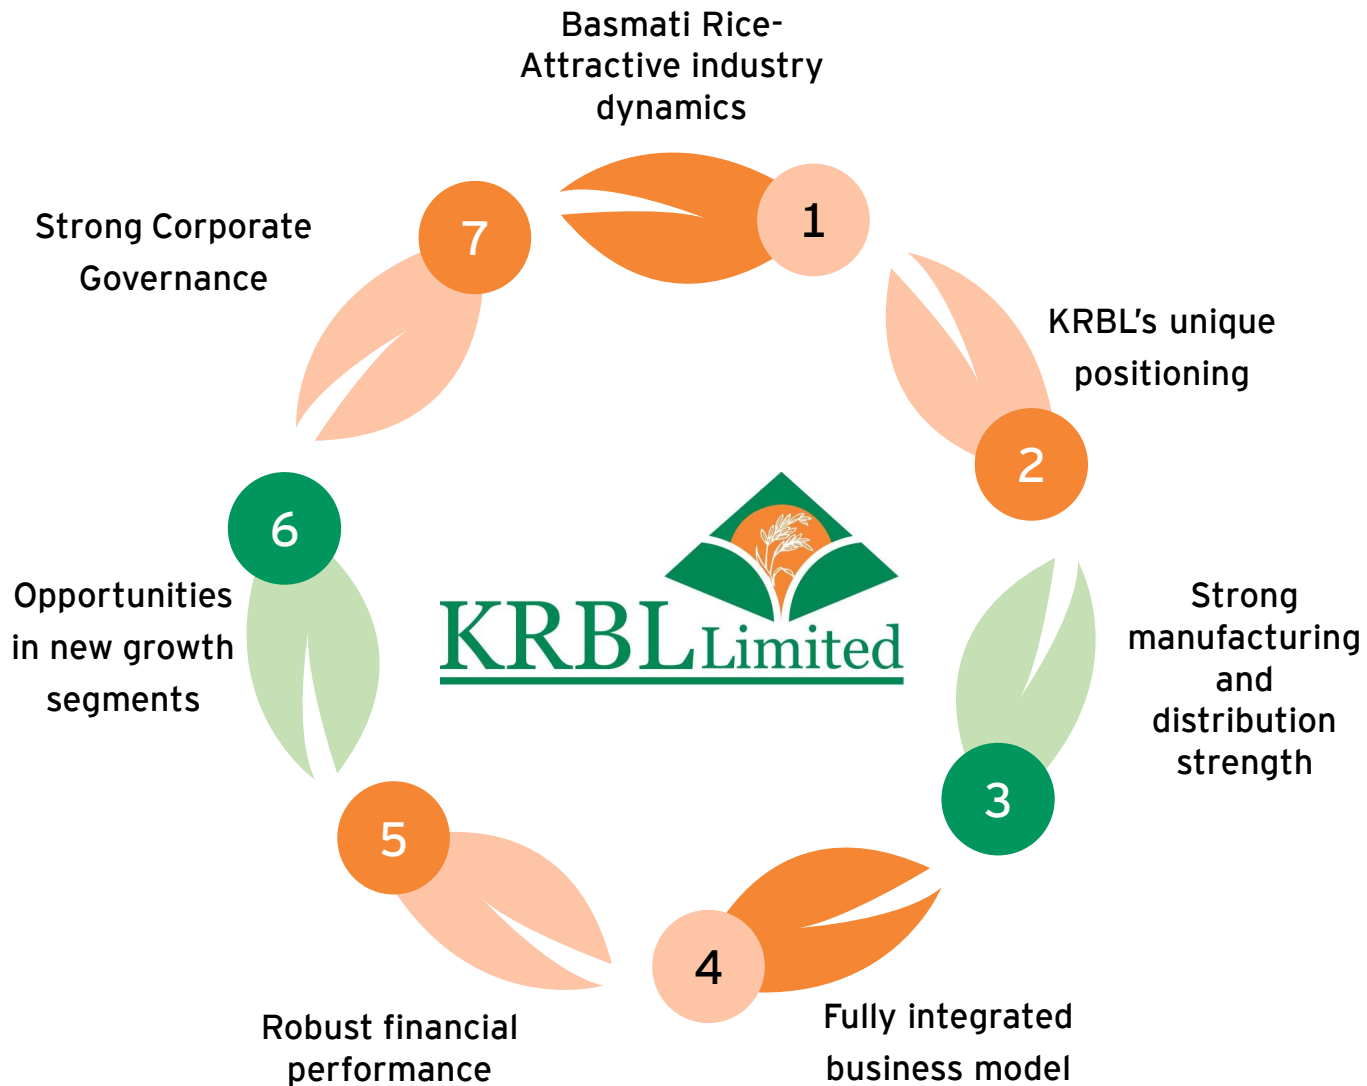 Basmati Rice-
Attractive industry
dynamics
1
KRBL's unique
positioning
2
Strong
manufacturing
and
distribution
strength
3
Fully integrated
business model
4
Robust financial
performance
5
Opportunities
in new growth
segments
6
Strong Corporate
Governance
7
KRBL Limited